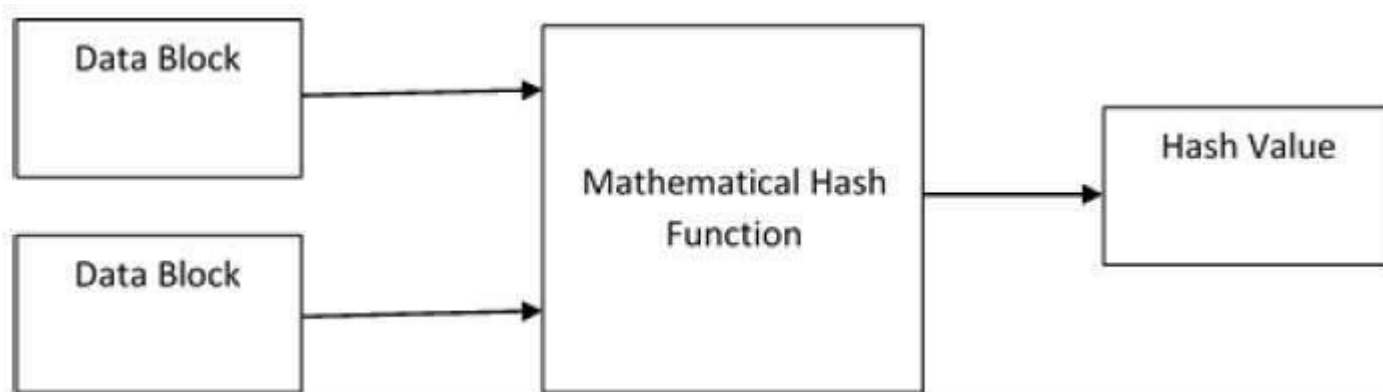 Data Block
Mathematical Hash
Function
Hash Value
Data Block